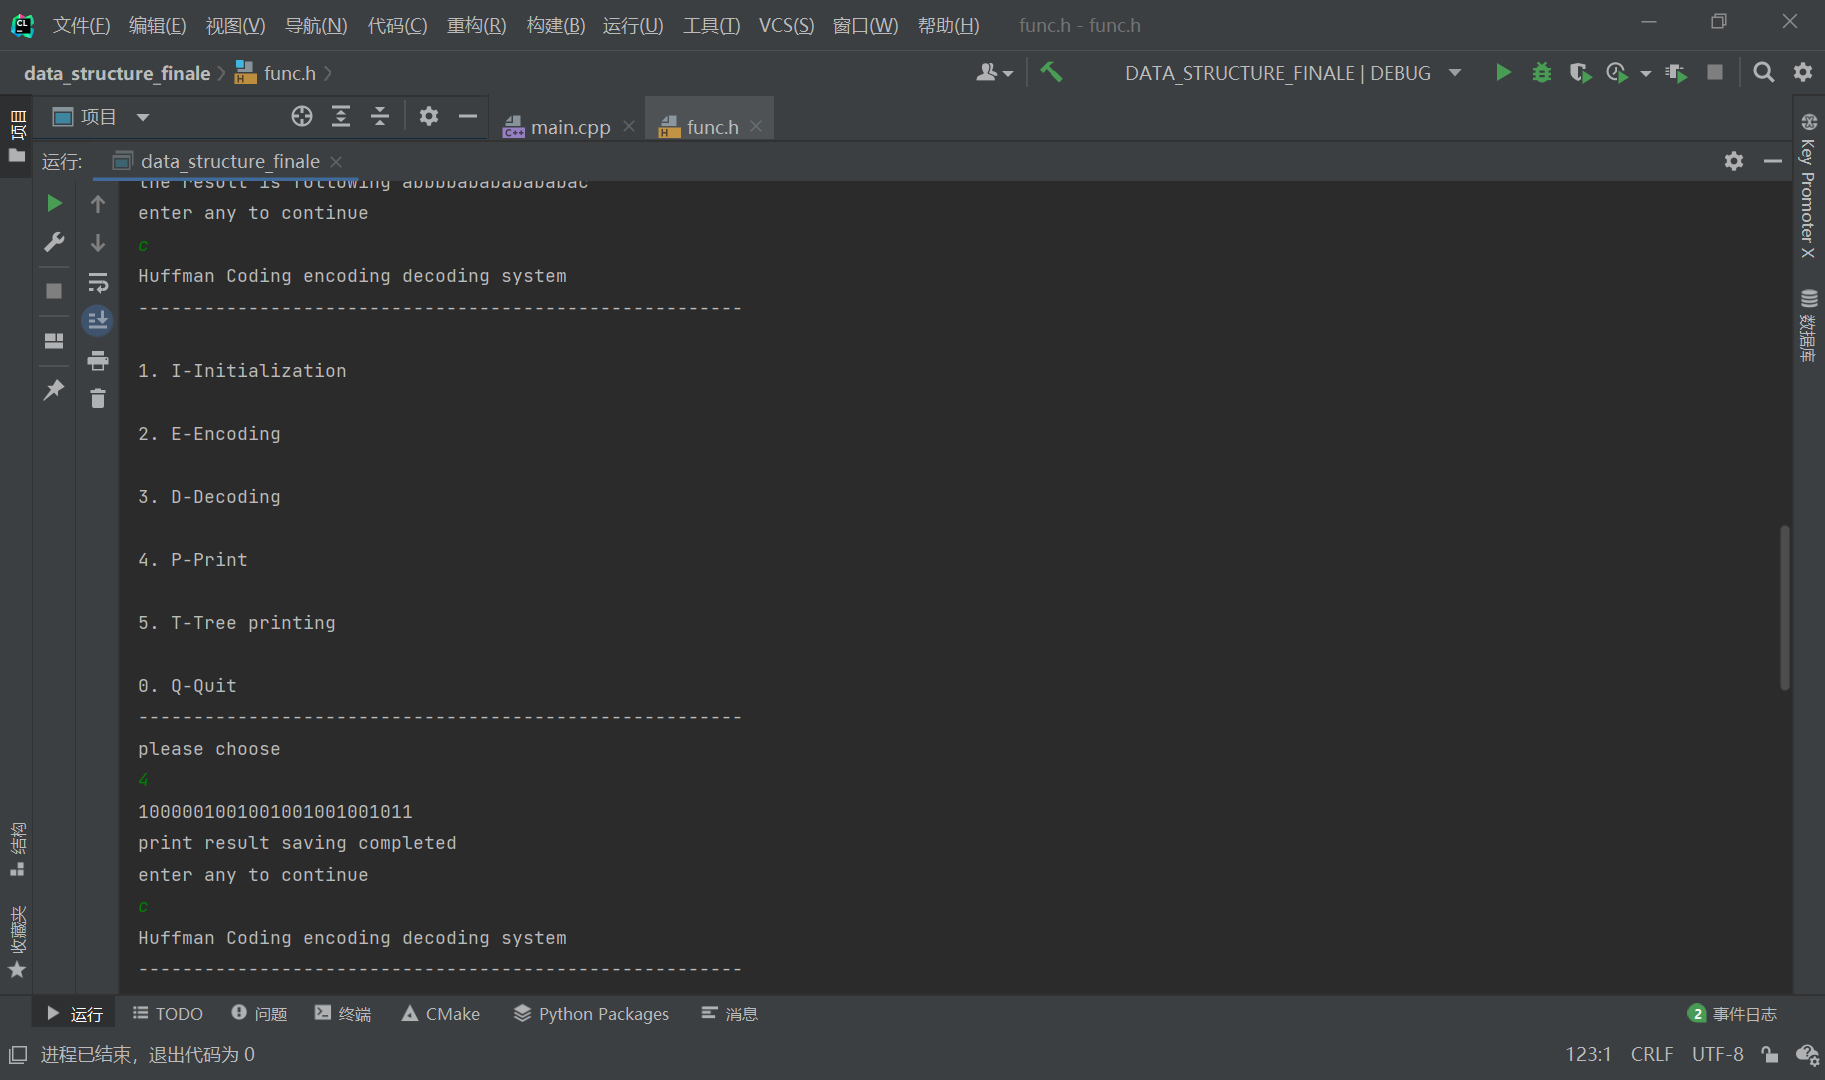 文件(F) 编辑(E) 视图(V) 导航(N) 代码(C) 重构(R) 构建(B) 运行(U) 工具(T) VCS(S) 窗口(W) 帮助(H) func.h - func.h
data_structure_finale func.h DATA_STRUCTURE_FINALE | DEBUG
项目 main.cpp func.h
运行: data_structure_finale
the result is following abbbbababababababac
enter any to continue
c
Huffman Coding encoding decoding system
-------------------------------------------------------
1. I-Initialization
2. E-Encoding
3. D-Decoding
4. P-Print
5. T-Tree printing
0. Q-Quit
-------------------------------------------------------
please choose
4
1000001001001001001001011
print result saving completed
enter any to continue
c
Huffman Coding encoding decoding system
-------------------------------------------------------
项目
结构
收藏夹
Key Promoter X
数据库
运行 TODO 问题 终端 CMake Python Packages 消息 2 事件日志
进程已结束，退出代码为 0 123:1 CRLF UTF-8